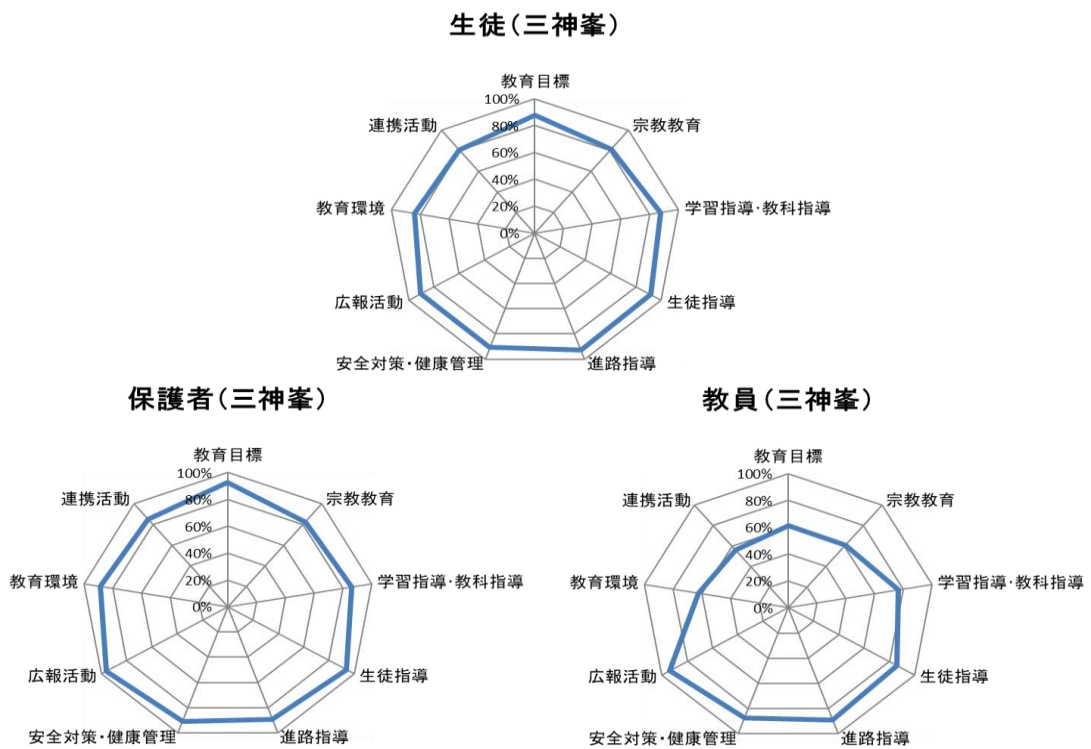 生徒(三神峯)
教育目標
100%
連携活動
宗教教育
80%
60%
40%
教育環境
学習指導・教科指導
20%
0%
広報活動
生徒指導
安全対策・健康管理
進路指導
保護者(三神峯)
教育目標
100%
連携活動
宗教教育
80%
60%
40%
教育環境
学習指導・教科指導
20%
0%
広報活動
生徒指導
安全対策・健康管理
進路指導
教員(三神峯)
教育目標
100%
連携活動
宗教教育
80%
60%
40%
教育環境
学習指導・教科指導
20%
0%
広報活動
生徒指導
安全対策・健康管理
進路指導